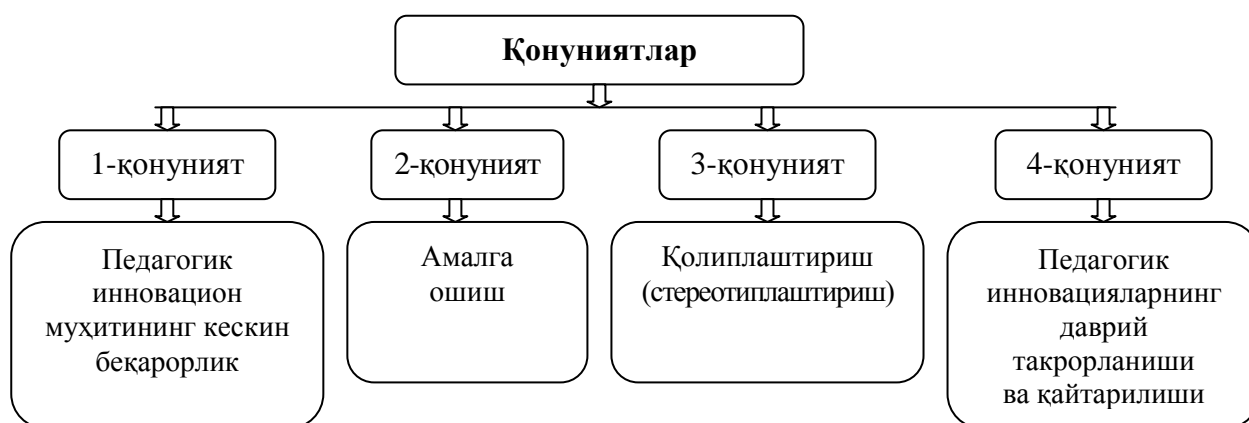 Қонуниятлар
1-қонуният
2-қонуният
3-қонуният
4-қонуният
Педагогик
инновацион
муҳитининг кескин
беқарорлик
Амалга
ошиш
Қолиплаштириш
(стереотиплаштириш)
Педагогик
инновацияларнинг
даврий
такрорланиши
ва қайтарилиши